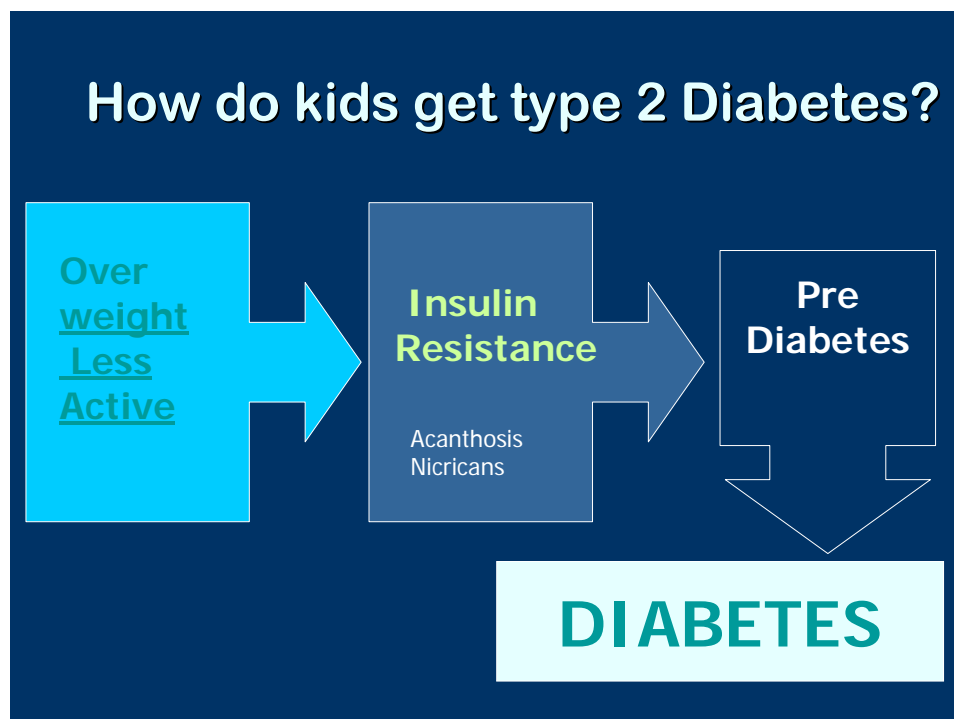 How do kids get type 2 Diabetes?
Over
weight
Less
Active
Insulin
Resistance
Acanthosis
Nicricans
Pre
Diabetes
DIABETES